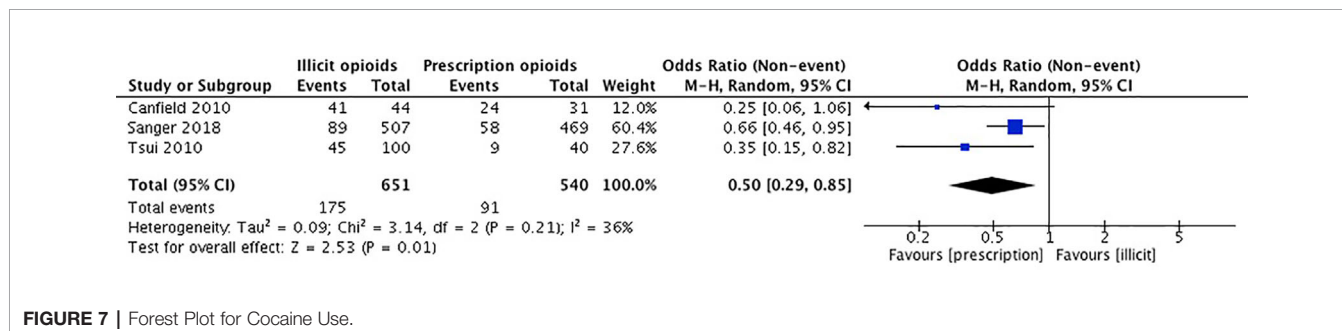 Illicit opioids Prescription opioids Odds Ratio (Non-event) Odds Ratio (Non-event)
Study or Subgroup Events Total Events Total Weight M-H, Random, 95% CI M-H, Random, 95% CI
Canfield 2010 41 44 24 31 12.0% 0.25 [0.06, 1.06]
Sanger 2018 89 507 58 469 60.4% 0.66 [0.46, 0.95]
Tsui 2010 45 100 9 40 27.6% 0.35 [0.15, 0.82]
Total (95% CI) 651 540 100.0% 0.50 [0.29, 0.85]
Total events 175 91
Heterogeneity: Tau² = 0.09; Chi² = 3.14, df = 2 (P = 0.21); I² = 36%
Test for overall effect: Z = 2.53 (P = 0.01)
0.2 0.5 1 2 5
Favours [prescription] Favours [illicit]
FIGURE 7 | Forest Plot for Cocaine Use.